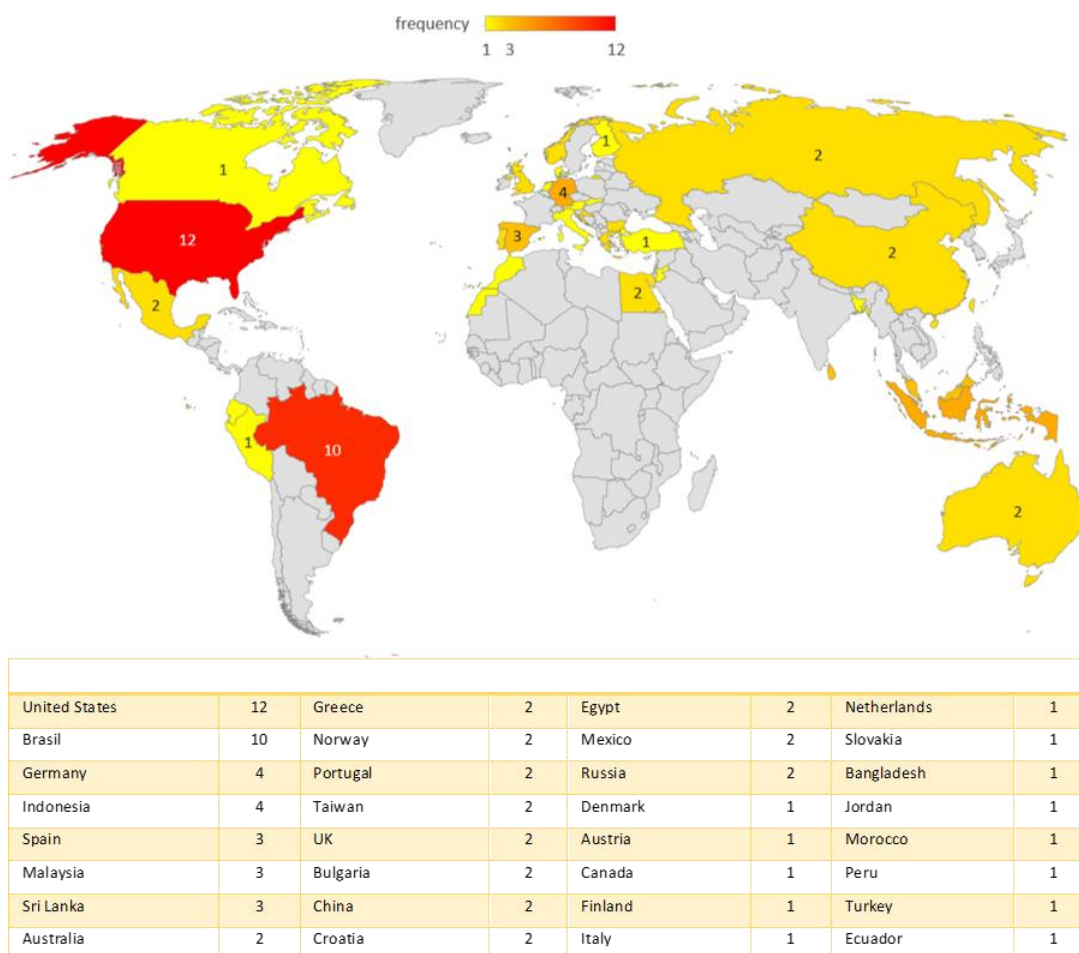 frequency
1 3 12
1
1
2
4
12
3
1
2
2
2
1
10
2
United States 12 Greece 2 Egypt 2 Netherlands 1
Brasil 10 Norway 2 Mexico 2 Slovakia 1
Germany 4 Portugal 2 Russia 2 Bangladesh 1
Indonesia 4 Taiwan 2 Denmark 1 Jordan 1
Spain 3 UK 2 Austria 1 Morocco 1
Malaysia 3 Bulgaria 2 Canada 1 Peru 1
Sri Lanka 3 China 2 Finland 1 Turkey 1
Australia 2 Croatia 2 Italy 1 Ecuador 1